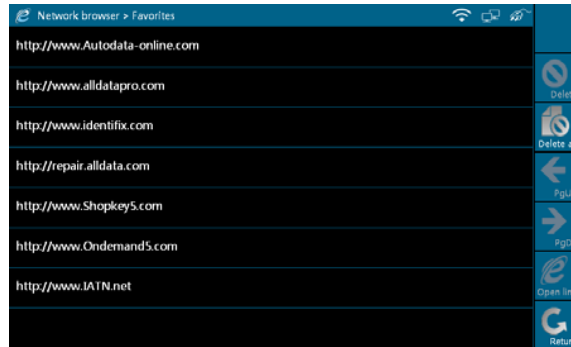 Network browser > Favorites
http://www.Autodata-online.com
http://www.alldatapro.com
http://www.identifix.com
http://repair.alldata.com
http://www.Shopkey5.com
http://www.Ondemand5.com
http://www.IATN.net
Delet
Delete a
PgU
PgD
Open lin
Retur